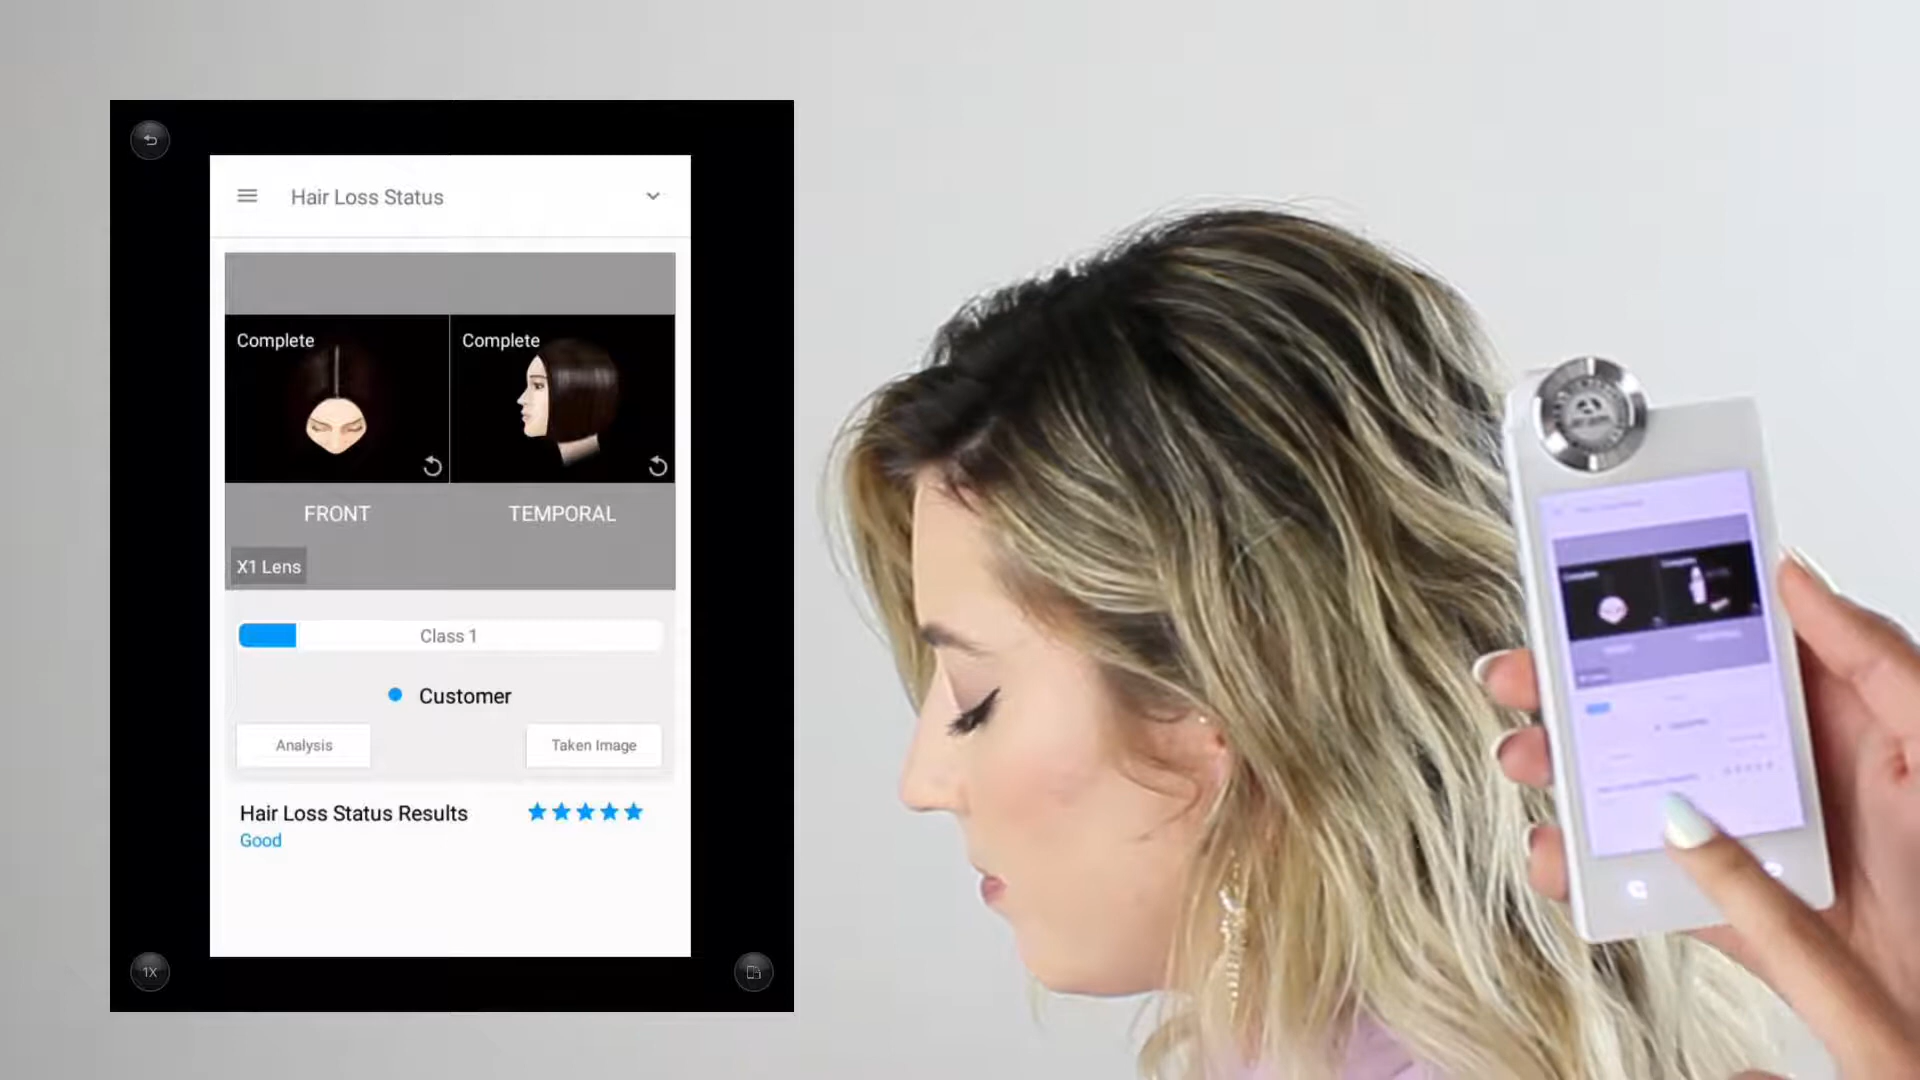 Hair Loss Status
Complete
Complete
FRONT
TEMPORAL
X1 Lens
Class 1
Customer
Analysis
Taken Image
Hair Loss Status Results
Good
1X